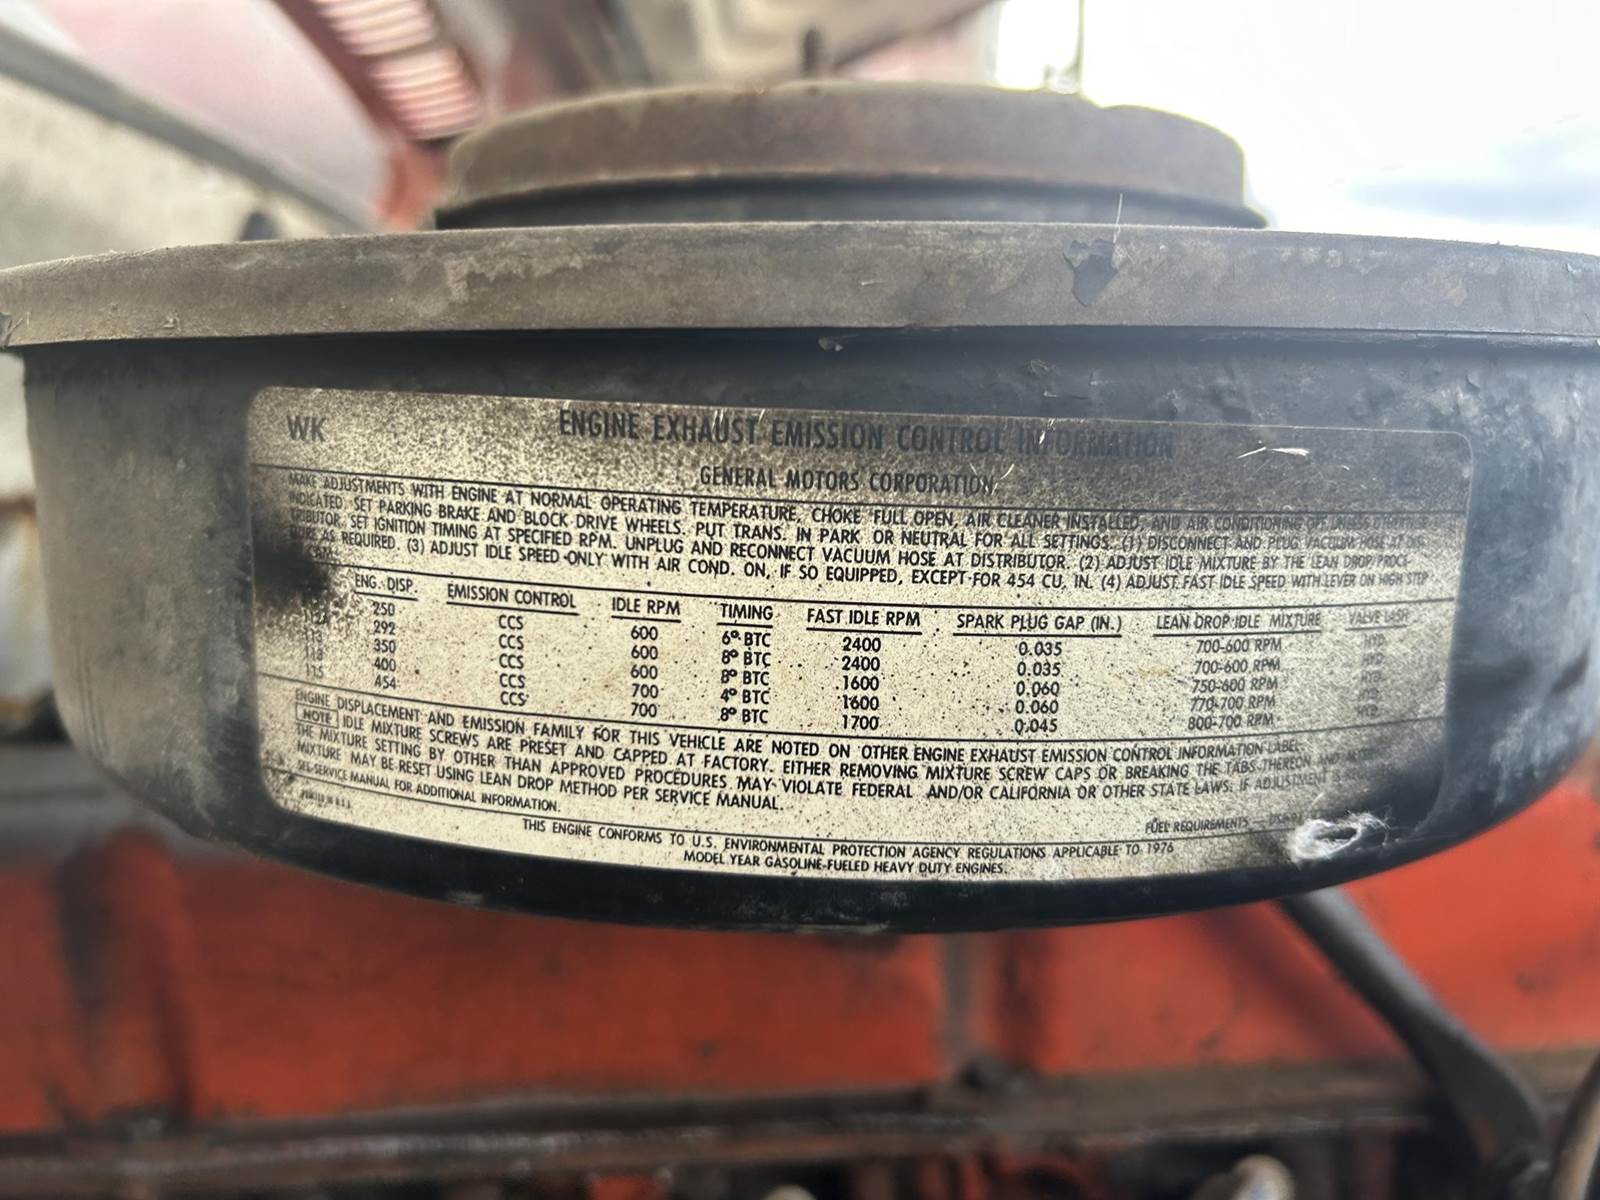 WK
ENGINE EXHAUST EMISSION CONTROL INFORMATION
GENERAL MOTORS CORPORATION
MAKE ADJUSTMENTS WITH ENGINE AT NORMAL OPERATING TEMPERATURE, CHOKE FULL OPEN, AIR CLEANER INSTALLED, AND AIR CONDITIONING OFF UNLESS OTHERWISE
INDICATED. SET PARKING BRAKE AND BLOCK DRIVE WHEELS. PUT TRANS. IN PARK OR NEUTRAL FOR ALL SETTINGS. (1) DISCONNECT AND PLUG VACUUM HOSE AT DIS-
TRIBUTOR. SET IGNITION TIMING AT SPECIFIED RPM. UNPLUG AND RECONNECT VACUUM HOSE AT DISTRIBUTOR. (2) ADJUST IDLE MIXTURE BY THE LEAN DROP PROCE-
DURE AS REQUIRED. (3) ADJUST IDLE SPEED ONLY WITH AIR COND. ON, IF SO EQUIPPED, EXCEPT FOR 454 CU. IN. (4) ADJUST FAST IDLE SPEED WITH LEVER ON HIGH STEP
ENG. DISP. EMISSION CONTROL IDLE RPM TIMING FAST IDLE RPM SPARK PLUG GAP (IN.) LEAN DROP IDLE MIXTURE VALVE LASH
250 CCS 600 6° BTC 2400 0.035 700-600 RPM HYD.
292 CCS 600 8° BTC 2400 0.035 700-600 RPM HYD.
113 350 CCS 600 8° BTC 1600 0.060 750-600 RPM HYD.
113 400 CCS 700 4° BTC 1600 0.060 770-700 RPM HYD.
115 454 CCS 700 8° BTC 1700 0.045 800-700 RPM HYD.
ENGINE DISPLACEMENT AND EMISSION FAMILY FOR THIS VEHICLE ARE NOTED ON OTHER ENGINE EXHAUST EMISSION CONTROL INFORMATION LABEL.
NOTE IDLE MIXTURE SCREWS ARE PRESET AND CAPPED AT FACTORY. EITHER REMOVING MIXTURE SCREW CAPS OR BREAKING THE TABS THEREON AND
THE MIXTURE SETTING BY OTHER THAN APPROVED PROCEDURES MAY VIOLATE FEDERAL AND/OR CALIFORNIA OR OTHER STATE LAWS. IF ADJUSTMENT IS
MIXTURE MAY BE RESET USING LEAN DROP METHOD PER SERVICE MANUAL.
SEE SERVICE MANUAL FOR ADDITIONAL INFORMATION.
PRINTED IN U.S.A.
FUEL REQUIREMENTS
THIS ENGINE CONFORMS TO U.S. ENVIRONMENTAL PROTECTION AGENCY REGULATIONS APPLICABLE TO 1976
MODEL YEAR GASOLINE-FUELED HEAVY DUTY ENGINES.